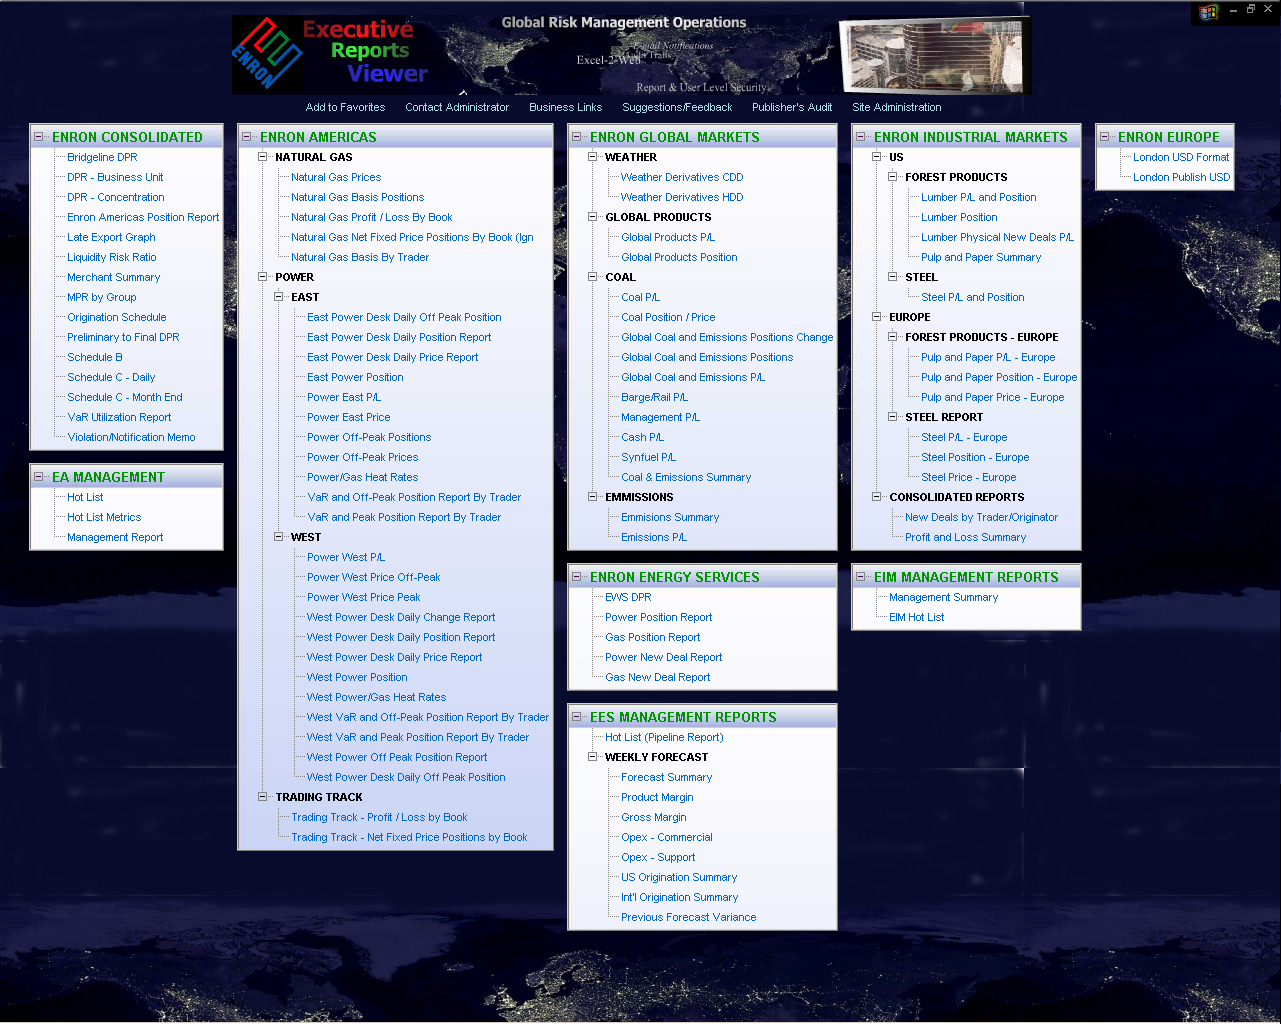 Global Risk Management Operations
ENRON
Executive
Reports
Viewer
Email Notifications
Excel-2-Web
Report & User Level Security
Add to Favorites Contact Administrator Business Links Suggestions/Feedback Publisher's Audit Site Administration
ENRON CONSOLIDATED
Bridgeline DPR
DPR - Business Unit
DPR - Concentration
Enron Americas Position Report
Late Export Graph
Liquidity Risk Ratio
Merchant Summary
MPR by Group
Origination Schedule
Preliminary to Final DPR
Schedule B
Schedule C - Daily
Schedule C - Month End
VaR Utilization Report
Violation/Notification Memo
EA MANAGEMENT
Hot List
Hot List Metrics
Management Report
ENRON AMERICAS
NATURAL GAS
Natural Gas Prices
Natural Gas Basis Positions
Natural Gas Profit / Loss By Book
Natural Gas Net Fixed Price Positions By Book (Ign
Natural Gas Basis By Trader
POWER
EAST
East Power Desk Daily Off Peak Position
East Power Desk Daily Position Report
East Power Desk Daily Price Report
East Power Position
Power East P/L
Power East Price
Power Off-Peak Positions
Power Off-Peak Prices
Power/Gas Heat Rates
VaR and Off-Peak Position Report By Trader
VaR and Peak Position Report By Trader
WEST
Power West P/L
Power West Price Off-Peak
Power West Price Peak
West Power Desk Daily Change Report
West Power Desk Daily Position Report
West Power Desk Daily Price Report
West Power Position
West Power/Gas Heat Rates
West VaR and Off-Peak Position Report By Trader
West VaR and Peak Position Report By Trader
West Power Off Peak Position Report
West Power Desk Daily Off Peak Position
TRADING TRACK
Trading Track - Profit / Loss by Book
Trading Track - Net Fixed Price Positions by Book
ENRON GLOBAL MARKETS
WEATHER
Weather Derivatives CDD
Weather Derivatives HDD
GLOBAL PRODUCTS
Global Products P/L
Global Products Position
COAL
Coal P/L
Coal Position / Price
Global Coal and Emissions Positions Change
Global Coal and Emissions Positions
Global Coal and Emissions P/L
Barge/Rail P/L
Management P/L
Cash P/L
Synfuel P/L
Coal & Emissions Summary
EMMISSIONS
Emmisions Summary
Emissions P/L
ENRON ENERGY SERVICES
EWS DPR
Power Position Report
Gas Position Report
Power New Deal Report
Gas New Deal Report
EES MANAGEMENT REPORTS
Hot List (Pipeline Report)
WEEKLY FORECAST
Forecast Summary
Product Margin
Gross Margin
Opex - Commercial
Opex - Support
US Origination Summary
Int'l Origination Summary
Previous Forecast Variance
ENRON INDUSTRIAL MARKETS
US
FOREST PRODUCTS
Lumber P/L and Position
Lumber Position
Lumber Physical New Deals P/L
Pulp and Paper Summary
STEEL
Steel P/L and Position
EUROPE
FOREST PRODUCTS - EUROPE
Pulp and Paper P/L - Europe
Pulp and Paper Position - Europe
Pulp and Paper Price - Europe
STEEL REPORT
Steel P/L - Europe
Steel Position - Europe
Steel Price - Europe
CONSOLIDATED REPORTS
New Deals by Trader/Originator
Profit and Loss Summary
EIM MANAGEMENT REPORTS
Management Summary
EIM Hot List
ENRON EUROPE
London USD Format
London Publish USD